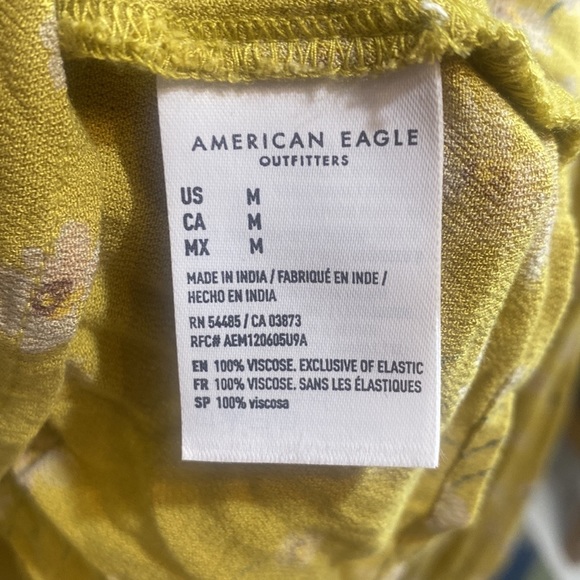 AMERICAN EAGLE
OUTFITTERS
US M
CA M
MX M
MADE IN INDIA / FABRIQUÉ EN INDE /
HECHO EN INDIA
RN 54485 / CA 03873
RFC# AEM120605U9A
EN 100% VISCOSE. EXCLUSIVE OF ELASTIC
FR 100% VISCOSE. SANS LES ÉLASTIQUES
SP 100% viscosa